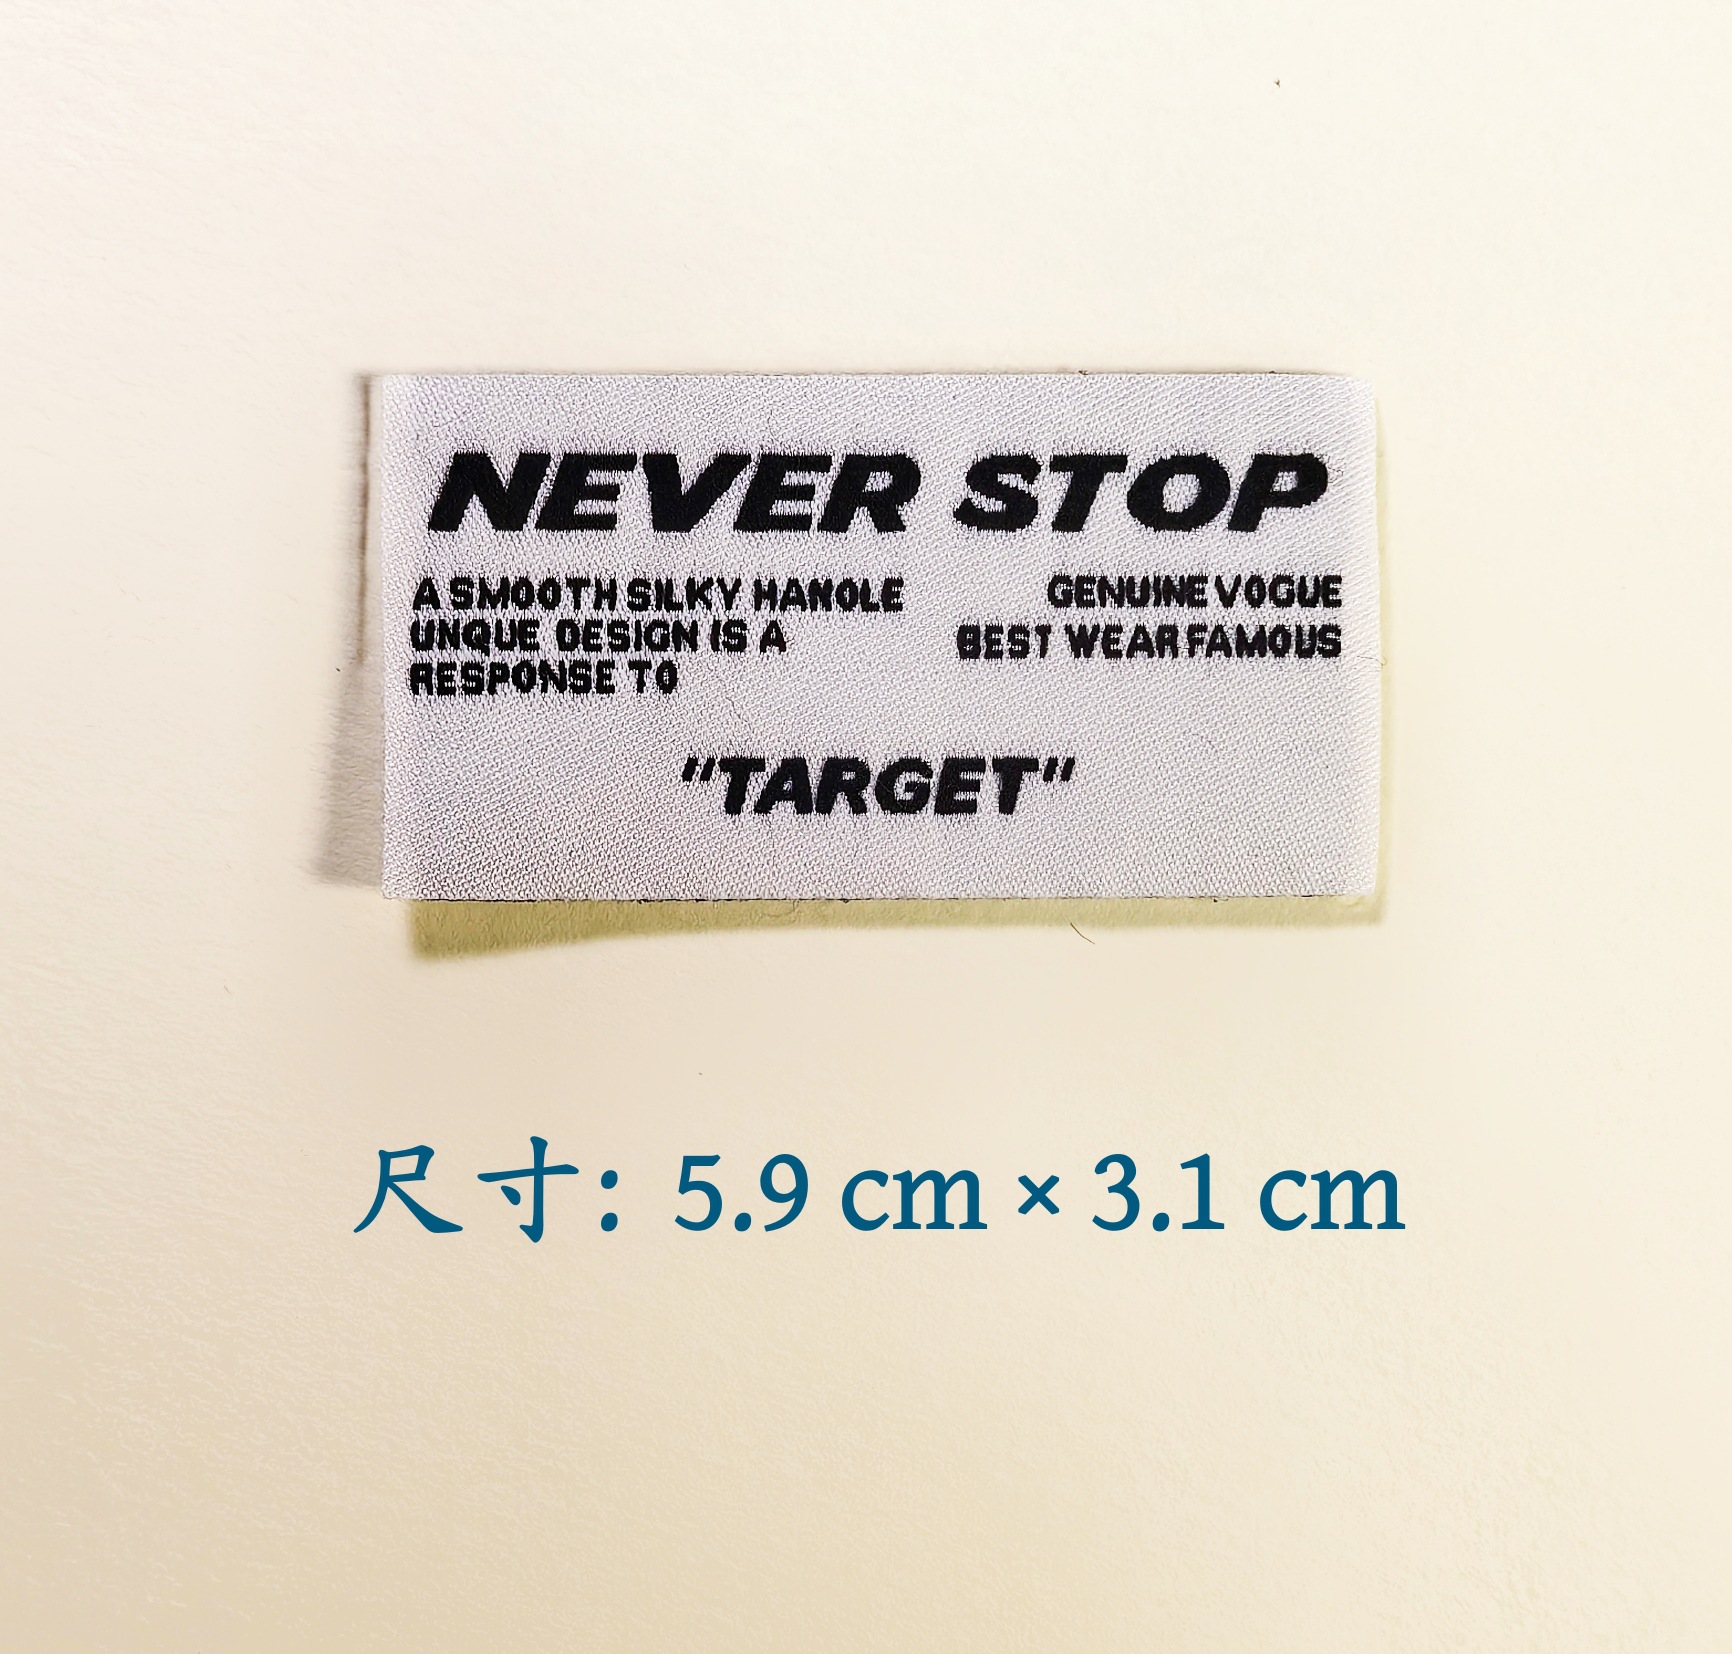 NEVER STOP
A SMOOTH SILKY HANOLE
UNQUE DESIGN IS A
RESPONSE TO
GENUINE VOGUE
BEST WEAR FAMOUS
"TARGET"
尺寸: 5.9 cm × 3.1 cm